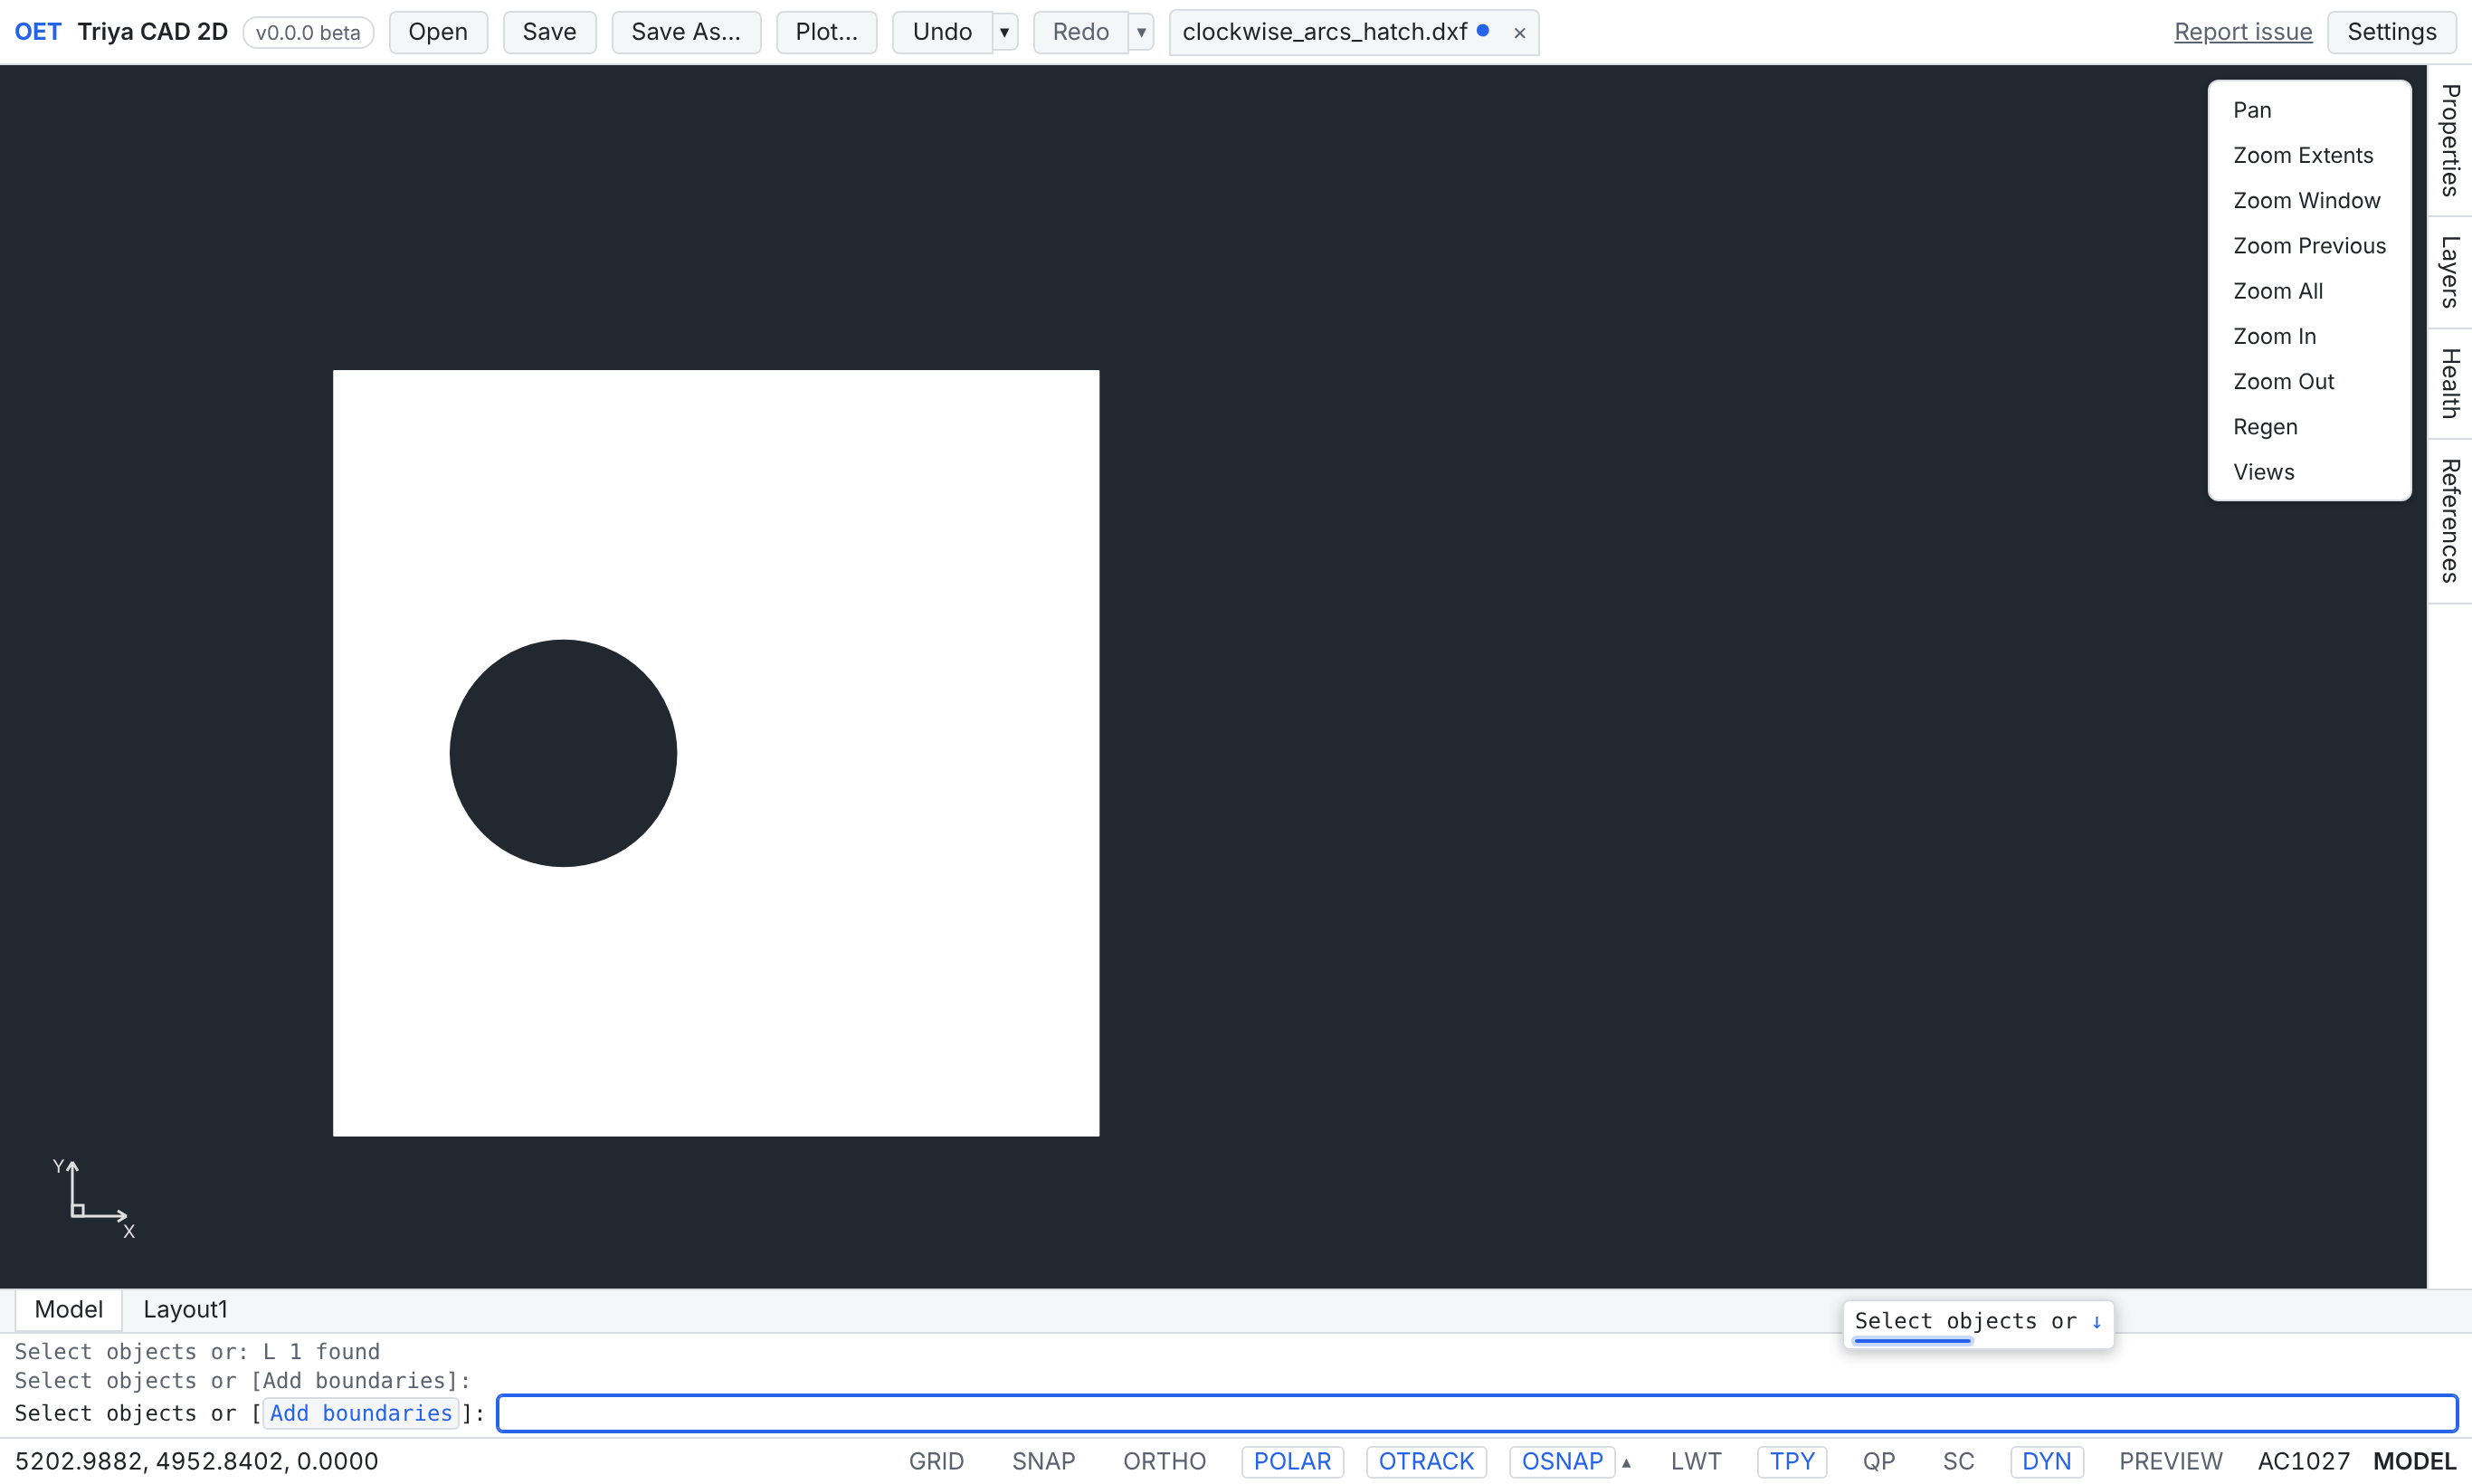 OET Triya CAD 2D v0.0.0 beta Open Save Save As... Plot... Undo ▾ Redo ▾ clockwise_arcs_hatch.dxf × Report issue Settings
Pan
Zoom Extents
Zoom Window
Zoom Previous
Zoom All
Zoom In
Zoom Out
Regen
Views
Properties
Layers
Health
References
Y
X
Model Layout1
Select objects or ↓
Select objects or: L 1 found
Select objects or [Add boundaries]:
Select objects or [Add boundaries]:
5202.9882, 4952.8402, 0.0000 GRID SNAP ORTHO POLAR OTRACK OSNAP ▴ LWT TPY QP SC DYN PREVIEW AC1027 MODEL